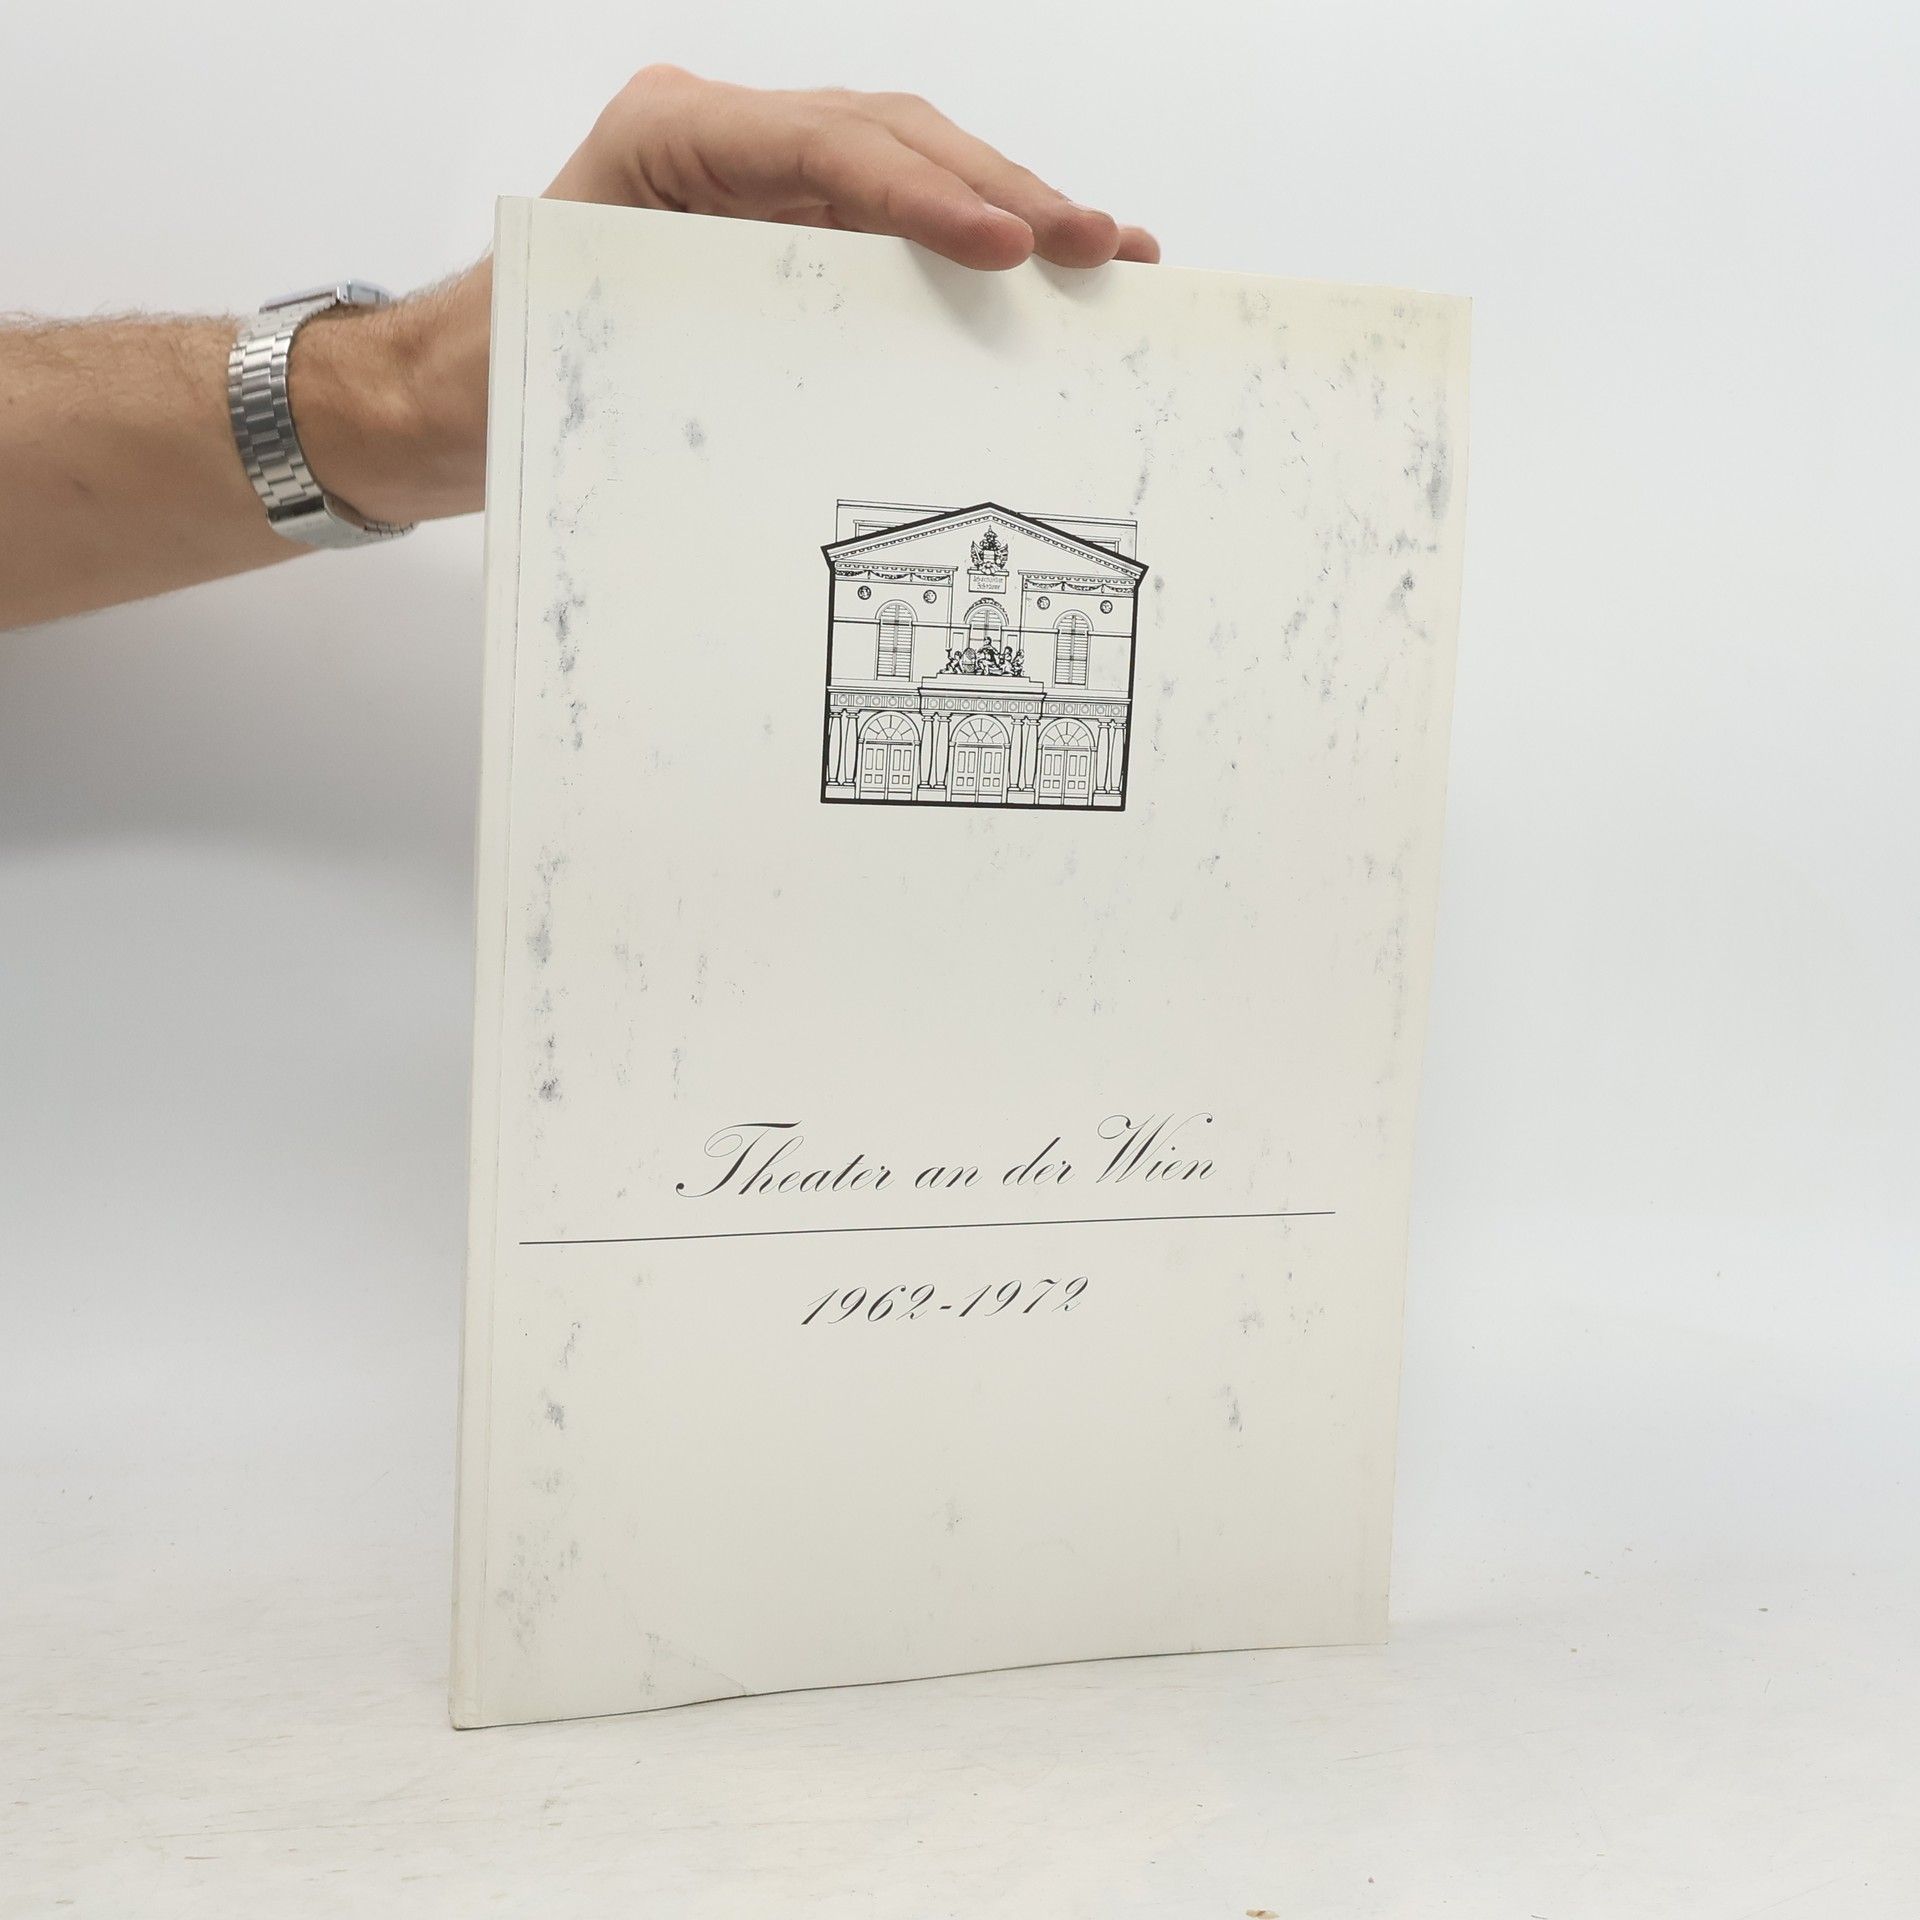 Theater an der Wien
1962-1972